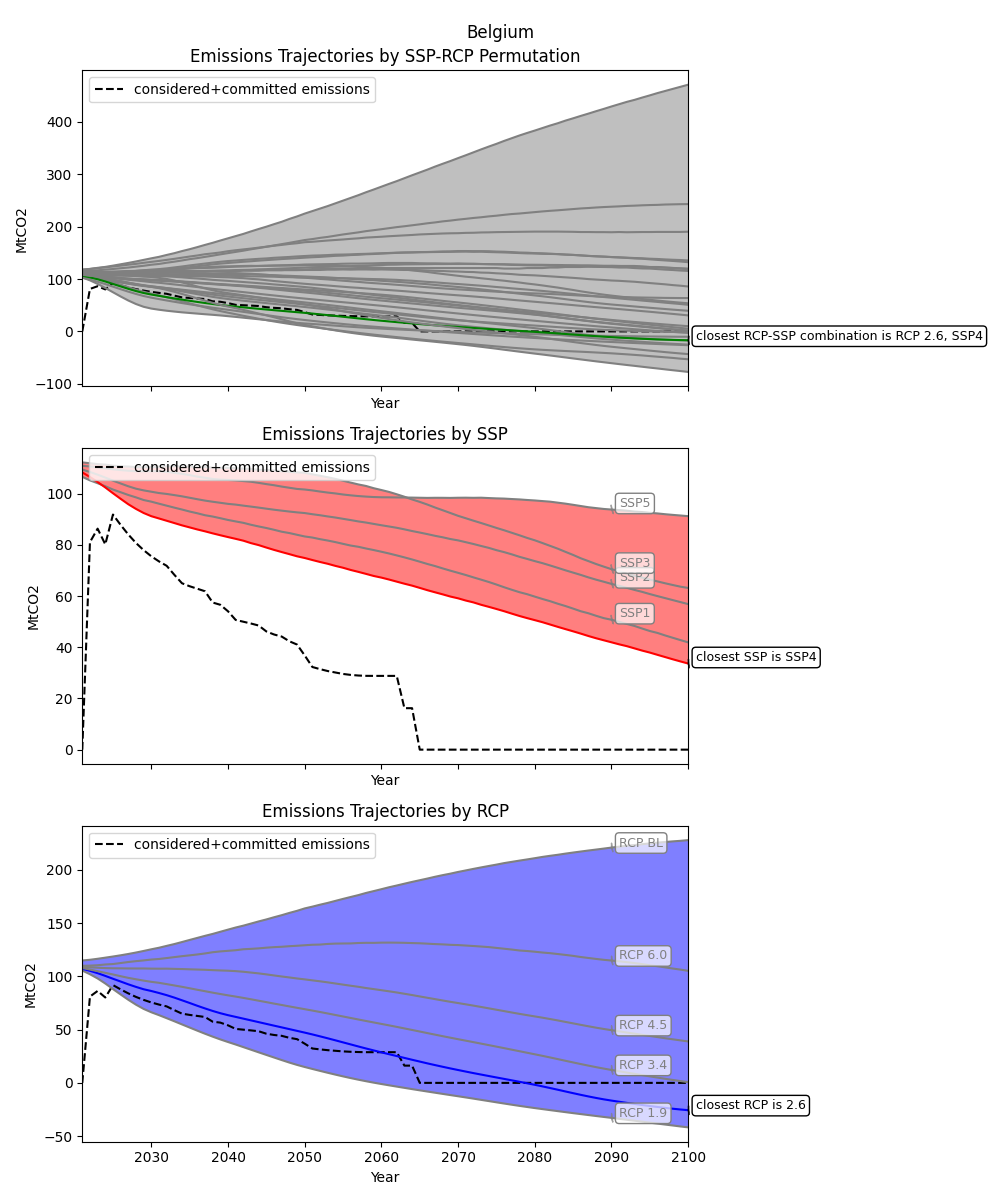 Belgium
Emissions Trajectories by SSP-RCP Permutation
considered+committed emissions
400
300
200
100
0
−100
MtCO2
closest RCP-SSP combination is RCP 2.6, SSP4
Year
Emissions Trajectories by SSP
considered+committed emissions
100
80
60
40
20
0
MtCO2
SSP5
SSP3
SSP2
SSP1
closest SSP is SSP4
Year
Emissions Trajectories by RCP
considered+committed emissions
200
150
100
50
0
−50
MtCO2
RCP BL
RCP 6.0
RCP 4.5
RCP 3.4
RCP 1.9
closest RCP is 2.6
2030 2040 2050 2060 2070 2080 2090 2100
Year